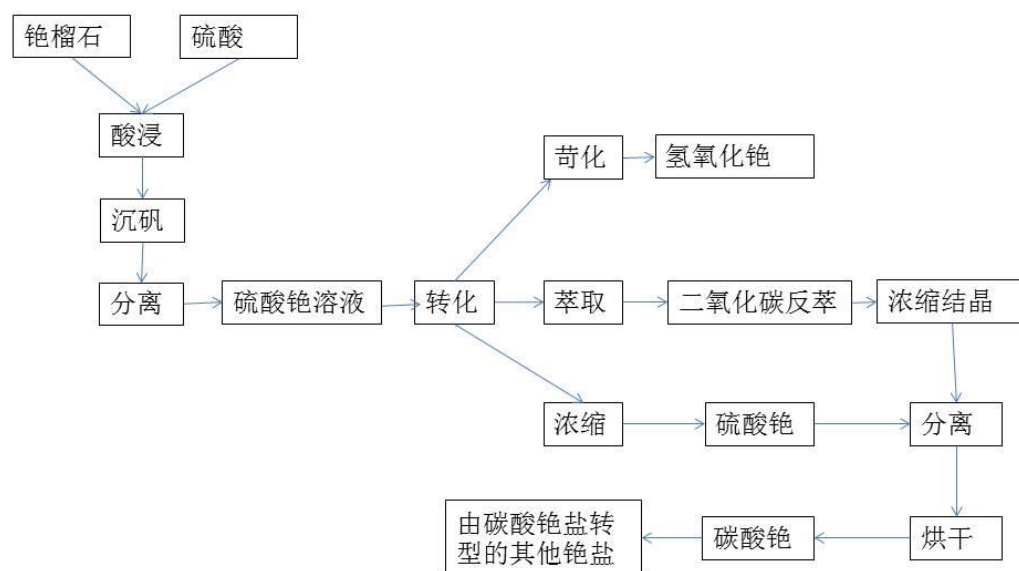 铯榴石
硫酸
酸浸
沉矾
分离
硫酸铯溶液
转化
苛化
氢氧化铯
萃取
二氧化碳反萃
浓缩结晶
浓缩
硫酸铯
分离
烘干
碳酸铯
由碳酸铯盐转
型的其他铯盐